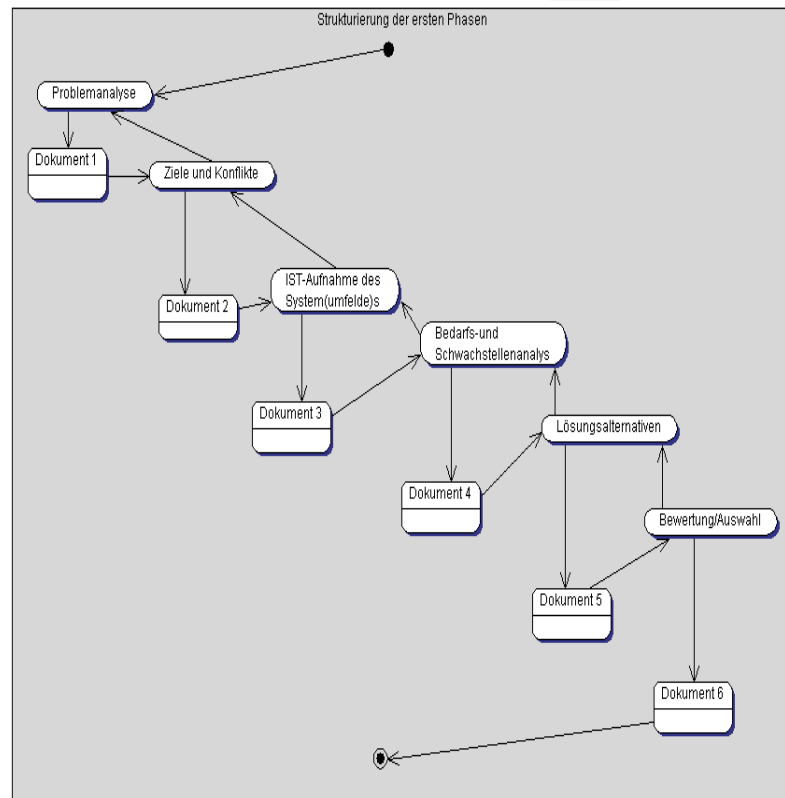 Strukturierung der ersten Phasen
Problemanalyse
Dokument 1
Ziele und Konflikte
Dokument 2
IST-Aufnahme des
System(umfelde)s
Dokument 3
Bedarfs-und
Schwachstellenanalys
Dokument 4
Lösungsalternativen
Dokument 5
Bewertung/Auswahl
Dokument 6